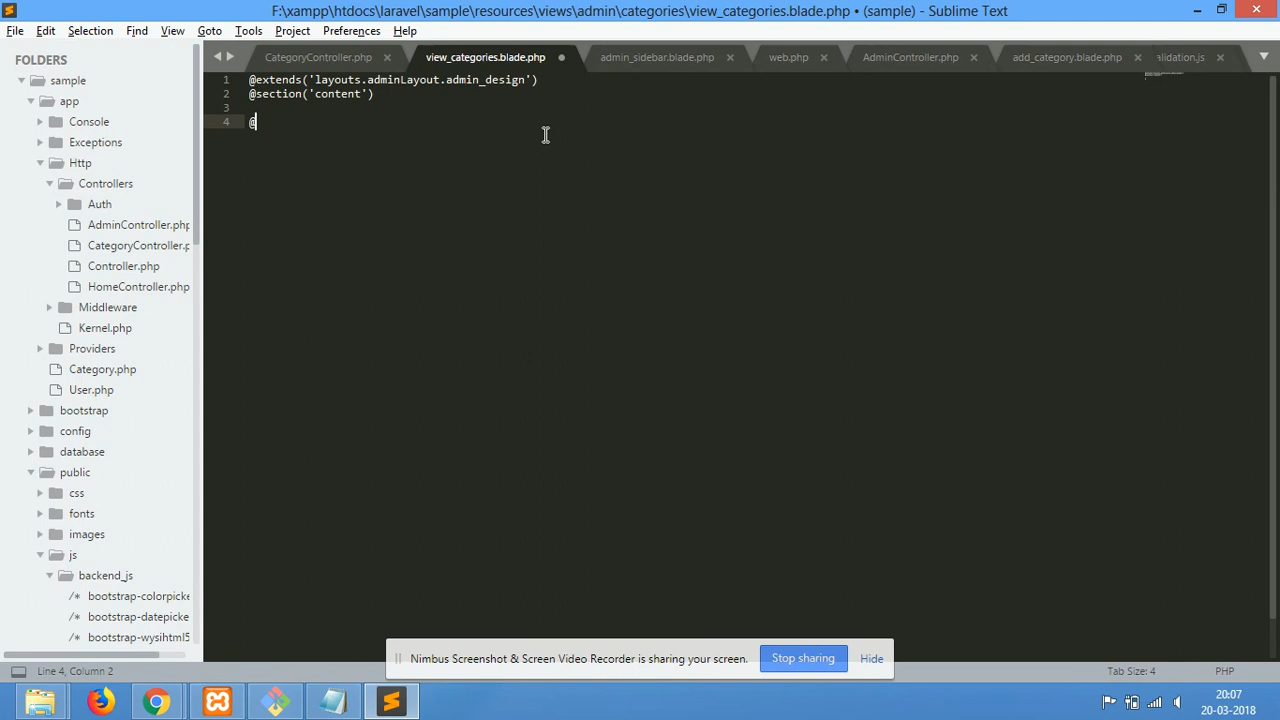 F:\xampp\htdocs\laravel\sample\resources\views\admin\categories\view_categories.blade.php • (sample) - Sublime Text
File Edit Selection Find View Goto Tools Project Preferences Help
FOLDERS
sample
app
Console
Exceptions
Http
Controllers
Auth
AdminController.php
CategoryController.p
Controller.php
HomeController.php
Middleware
Kernel.php
Providers
Category.php
User.php
bootstrap
config
database
public
css
fonts
images
js
backend_js
/* bootstrap-colorpicke
/* bootstrap-datepicke
/* bootstrap-wysihtml5
CategoryController.php view_categories.blade.php admin_sidebar.blade.php web.php AdminController.php add_category.blade.php alidation.js
1 @extends('layouts.adminLayout.admin_design')
2 @section('content')
3
4 @
Nimbus Screenshot & Screen Video Recorder is sharing your screen. Stop sharing Hide
Line 4, Column 2 Tab Size: 4 PHP
20:07
20-03-2018